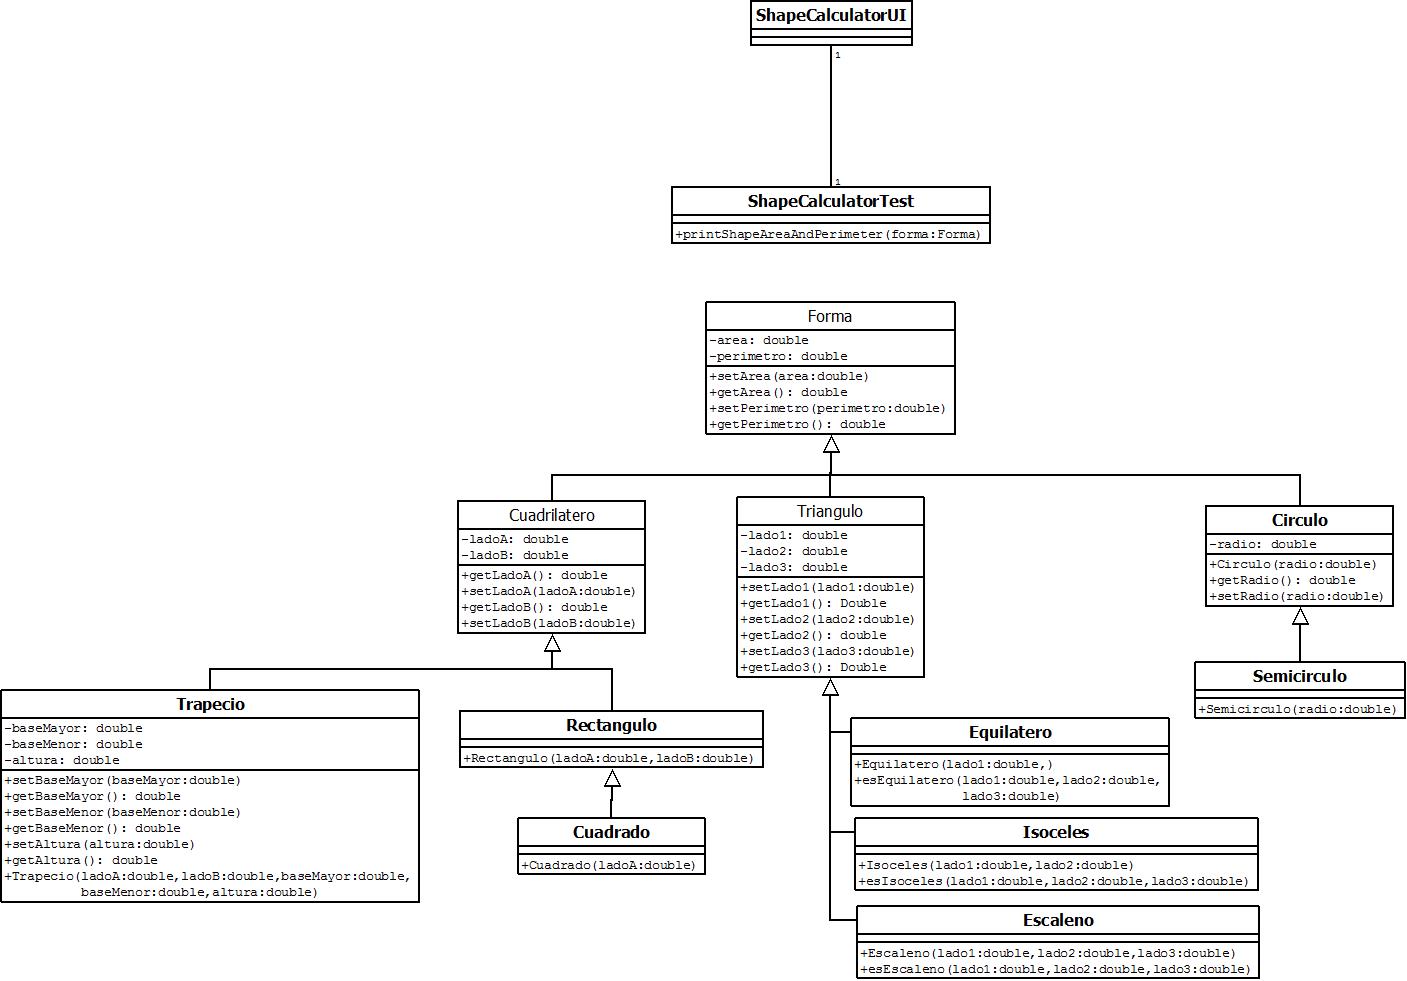 ShapeCalculatorUI
1
1
ShapeCalculatorTest
+printShapeAreaAndPerimeter(forma:Forma)
Forma
-area: double
-perimetro: double
+setArea(area:double)
+getArea(): double
+setPerimetro(perimetro:double)
+getPerimetro(): double
Cuadrilatero
-ladoA: double
-ladoB: double
+getLadoA(): double
+setLadoA(ladoA:double)
+getLadoB(): double
+setLadoB(ladoB:double)
Triangulo
-lado1: double
-lado2: double
-lado3: double
+setLado1(lado1:double)
+getLado1(): Double
+setLado2(lado2:double)
+getLado2(): double
+setLado3(lado3:double)
+getLado3(): Double
Circulo
-radio: double
+Circulo(radio:double)
+getRadio(): double
+setRadio(radio:double)
Trapecio
-baseMayor: double
-baseMenor: double
-altura: double
+setBaseMayor(baseMayor:double)
+getBaseMayor(): double
+setBaseMenor(baseMenor:double)
+getBaseMenor(): double
+setAltura(altura:double)
+getAltura(): double
+Trapecio(ladoA:double,ladoB:double,baseMayor:double,
baseMenor:double,altura:double)
Rectangulo
+Rectangulo(ladoA:double,ladoB:double)
Cuadrado
+Cuadrado(ladoA:double)
Semicirculo
+Semicirculo(radio:double)
Equilatero
+Equilatero(lado1:double,)
+esEquilatero(lado1:double,lado2:double,
lado3:double)
Isoceles
+Isoceles(lado1:double,lado2:double)
+esIsoceles(lado1:double,lado2:double,lado3:double)
Escaleno
+Escaleno(lado1:double,lado2:double,lado3:double)
+esEscaleno(lado1:double,lado2:double,lado3:double)